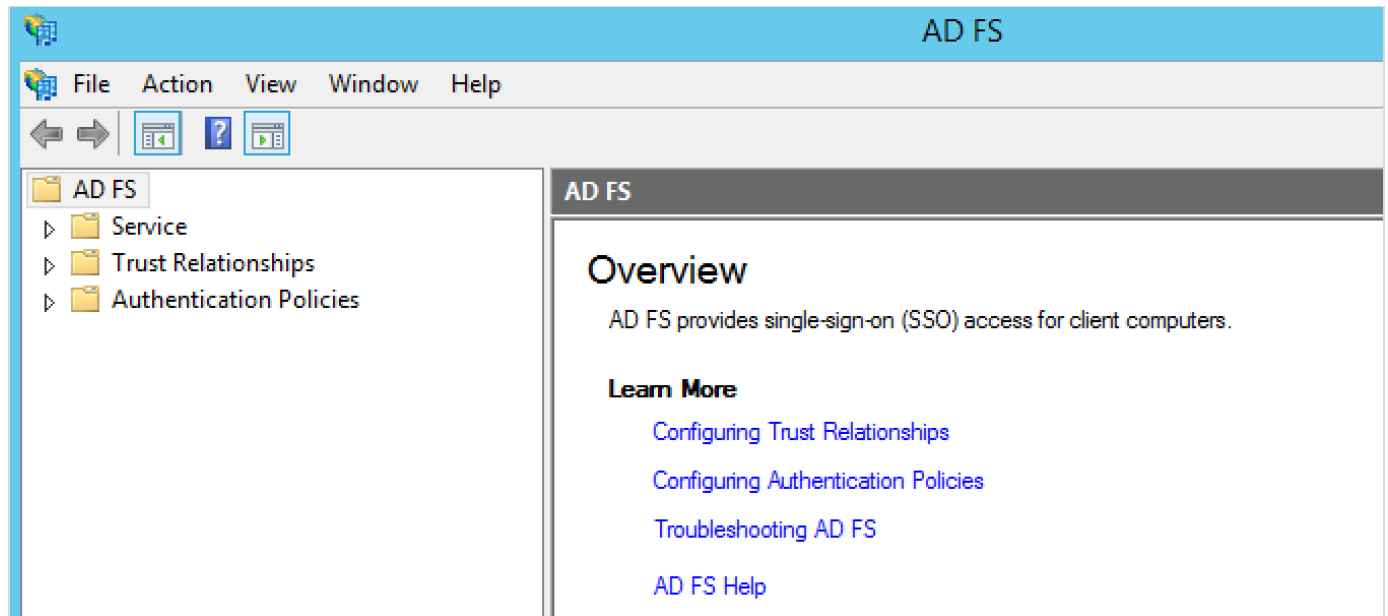 AD FS
File Action View Window Help
AD FS
Service
Trust Relationships
Authentication Policies
AD FS
Overview
AD FS provides single-sign-on (SSO) access for client computers.
Learn More
Configuring Trust Relationships
Configuring Authentication Policies
Troubleshooting AD FS
AD FS Help